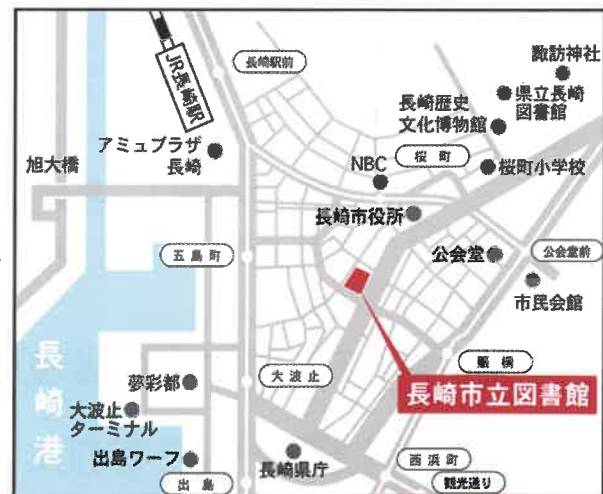 JR長崎駅
長崎駅前
諏訪神社
県立長崎
図書館
長崎歴史
文化博物館
アミュプラザ
長崎
旭大橋
NBC
桜町
桜町小学校
長崎市役所
五島町
公会堂
公会堂前
市民会館
長崎港
賑橋
夢彩都
大波止
長崎市立図書館
大波止
ターミナル
出島ワーフ
長崎県庁
西浜町
出島
観光通り